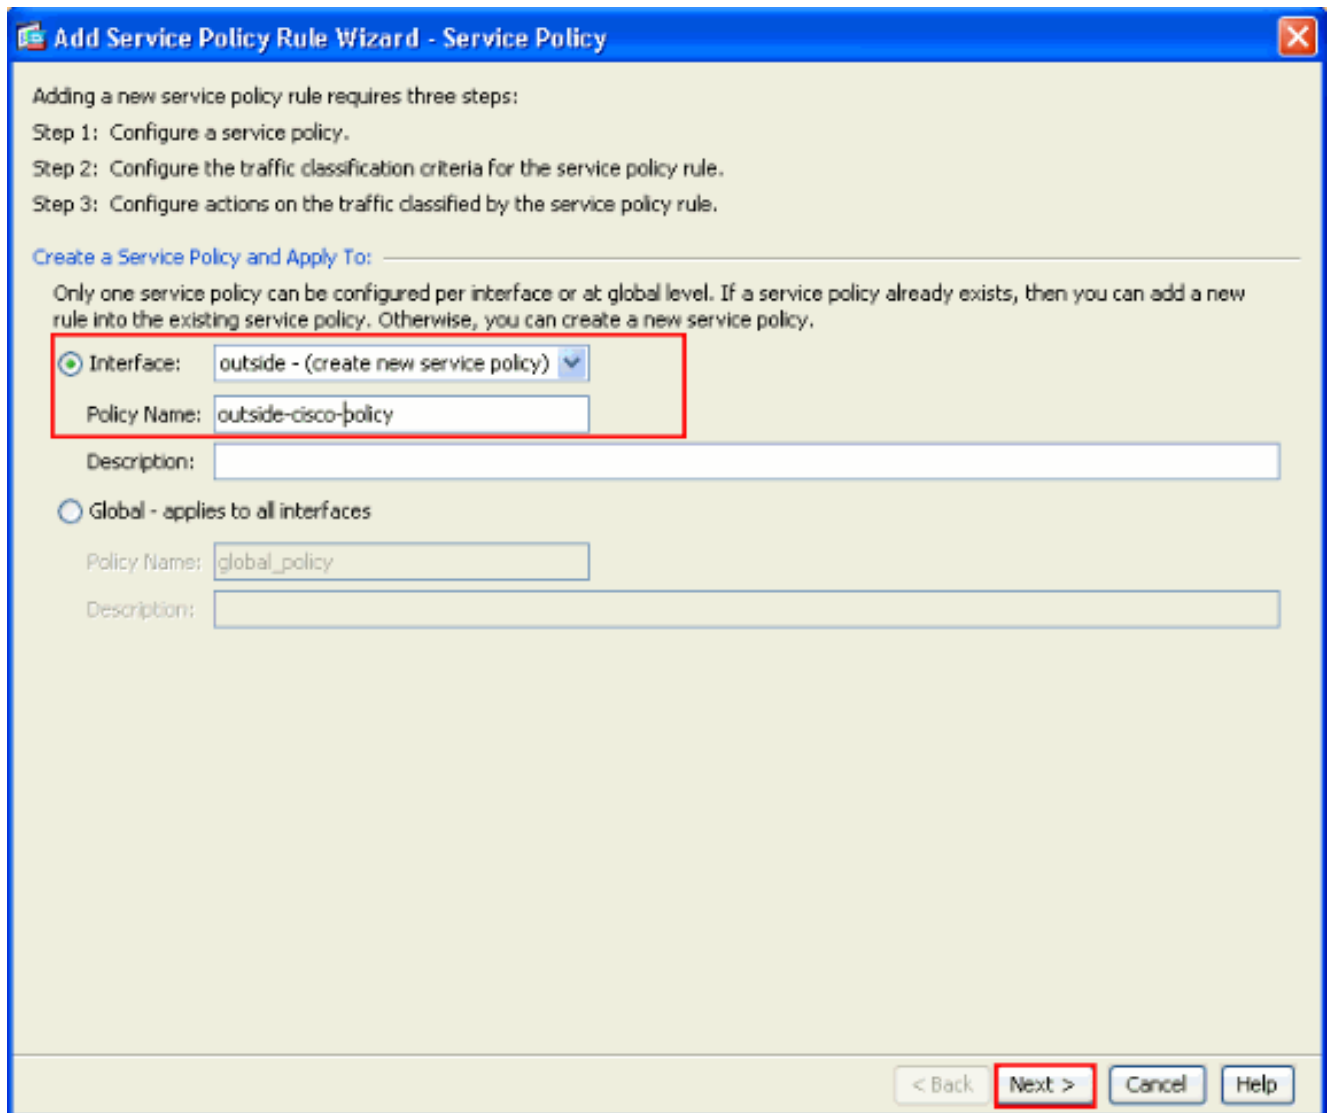 Add Service Policy Rule Wizard - Service Policy
Adding a new service policy rule requires three steps:
Step 1: Configure a service policy.
Step 2: Configure the traffic classification criteria for the service policy rule.
Step 3: Configure actions on the traffic classified by the service policy rule.
Create a Service Policy and Apply To:
Only one service policy can be configured per interface or at global level. If a service policy already exists, then you can add a new
rule into the existing service policy. Otherwise, you can create a new service policy.
Interface: outside - (create new service policy)
Policy Name: outside-cisco-policy
Description:
Global - applies to all interfaces
Policy Name: global_policy
Description:
< Back Next > Cancel Help